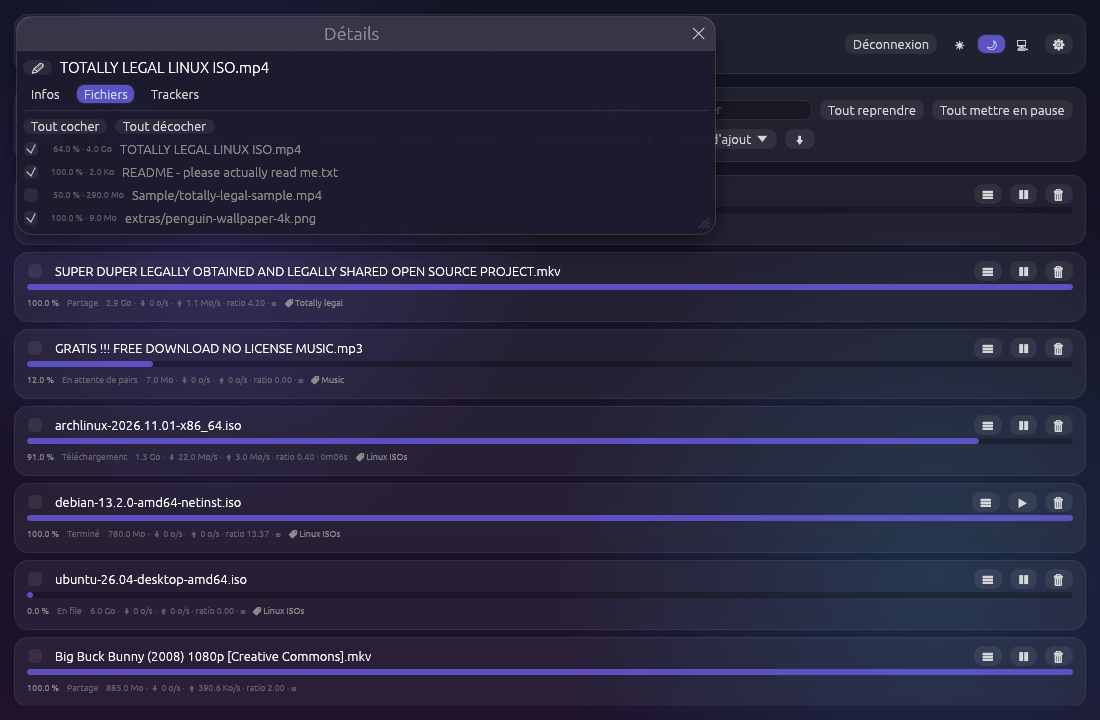 Détails
TOTALLY LEGAL LINUX ISO.mp4
Infos Fichiers Trackers
Tout cocher Tout décocher
64.0 % · 4.0 Go TOTALLY LEGAL LINUX ISO.mp4
100.0 % · 2.0 Ko README - please actually read me.txt
50.0 % · 290.0 Mo Sample/totally-legal-sample.mp4
100.0 % · 9.0 Mo extras/penguin-wallpaper-4k.png
Déconnexion
Tout reprendre Tout mettre en pause
d'ajout
SUPER DUPER LEGALLY OBTAINED AND LEGALLY SHARED OPEN SOURCE PROJECT.mkv
100.0 % Partage 2.9 Go · ↓ 0 o/s · ↑ 1.1 Mo/s · ratio 4.20 · ∞ Totally legal
GRATIS !!! FREE DOWNLOAD NO LICENSE MUSIC.mp3
12.0 % En attente de pairs 7.0 Mo · ↓ 0 o/s · ↑ 0 o/s · ratio 0.00 · ∞ Music
archlinux-2026.11.01-x86_64.iso
91.0 % Téléchargement 1.3 Go · ↓ 22.0 Mo/s · ↑ 3.0 Mo/s · ratio 0.40 · 0m06s Linux ISOs
debian-13.2.0-amd64-netinst.iso
100.0 % Terminé 780.0 Mo · ↓ 0 o/s · ↑ 0 o/s · ratio 13.37 · ∞ Linux ISOs
ubuntu-26.04-desktop-amd64.iso
0.0 % En file 6.0 Go · ↓ 0 o/s · ↑ 0 o/s · ratio 0.00 · ∞ Linux ISOs
Big Buck Bunny (2008) 1080p [Creative Commons].mkv
100.0 % Partage 885.0 Mo · ↓ 0 o/s · ↑ 390.6 Ko/s · ratio 2.00 · ∞